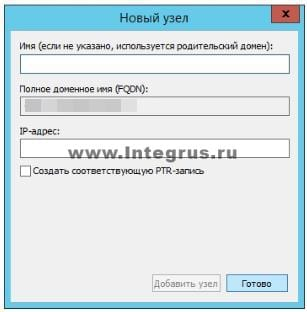 Новый узел
x
Имя (если не указано, используется родительский домен):
Полное доменное имя (FQDN):
IP-адрес:
www.Integrus.ru
Создать соответствующую PTR-запись
Добавить узел
Готово